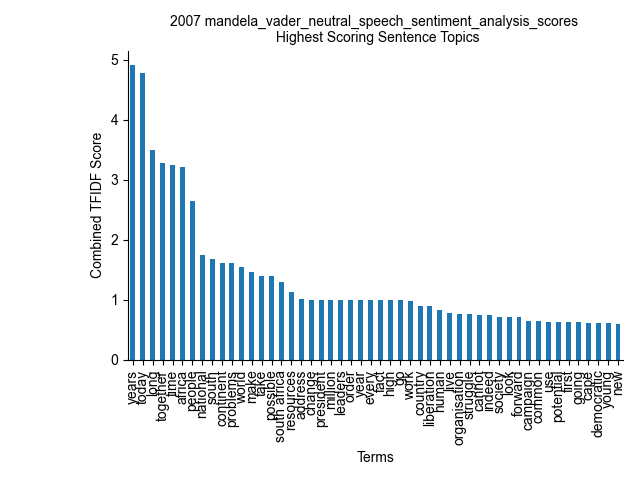 2007 mandela_vader_neutral_speech_sentiment_analysis_scores
Highest Scoring Sentence Topics
Combined TFIDF Score
5
4
3
2
1
0
years
today
long
together
time
africa
people
national
south
continent
problems
world
make
take
possible
south africa
resources
address
change
president
million
leaders
order
year
every
fact
high
go
work
country
liberation
human
live
organisation
struggle
cannot
indeed
society
look
forward
campaign
common
use
potential
first
going
cape
democratic
young
new
Terms